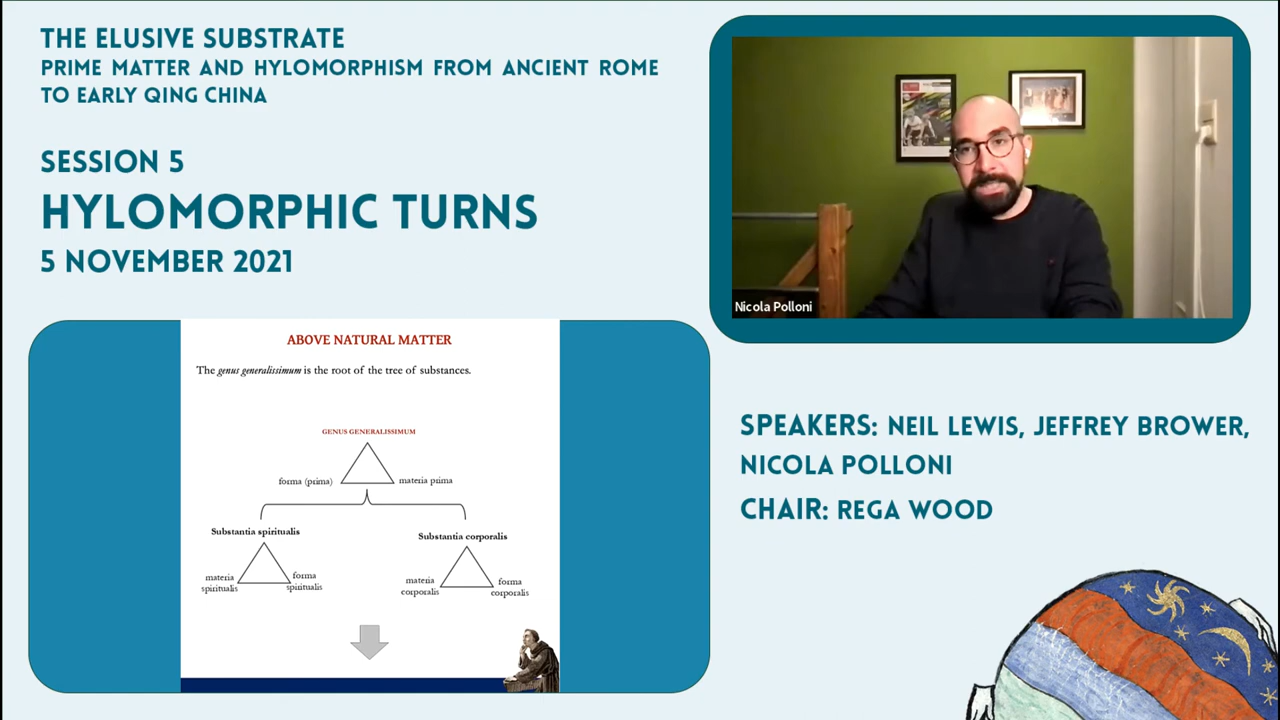 THE ELUSIVE SUBSTRATE
PRIME MATTER AND HYLOMORPHISM FROM ANCIENT ROME
TO EARLY QING CHINA
SESSION 5
HYLOMORPHIC TURNS
5 NOVEMBER 2021
Nicola Polloni
ABOVE NATURAL MATTER
The genus generalissimum is the root of the tree of substances.
GENUS GENERALISSIMUM
forma (prima) materia prima
Substantia spiritualis
Substantia corporalis
materia
spiritualis
forma
spiritualis
materia
corporalis
forma
corporalis
SPEAKERS: NEIL LEWIS, JEFFREY BROWER,
NICOLA POLLONI
CHAIR: REGA WOOD